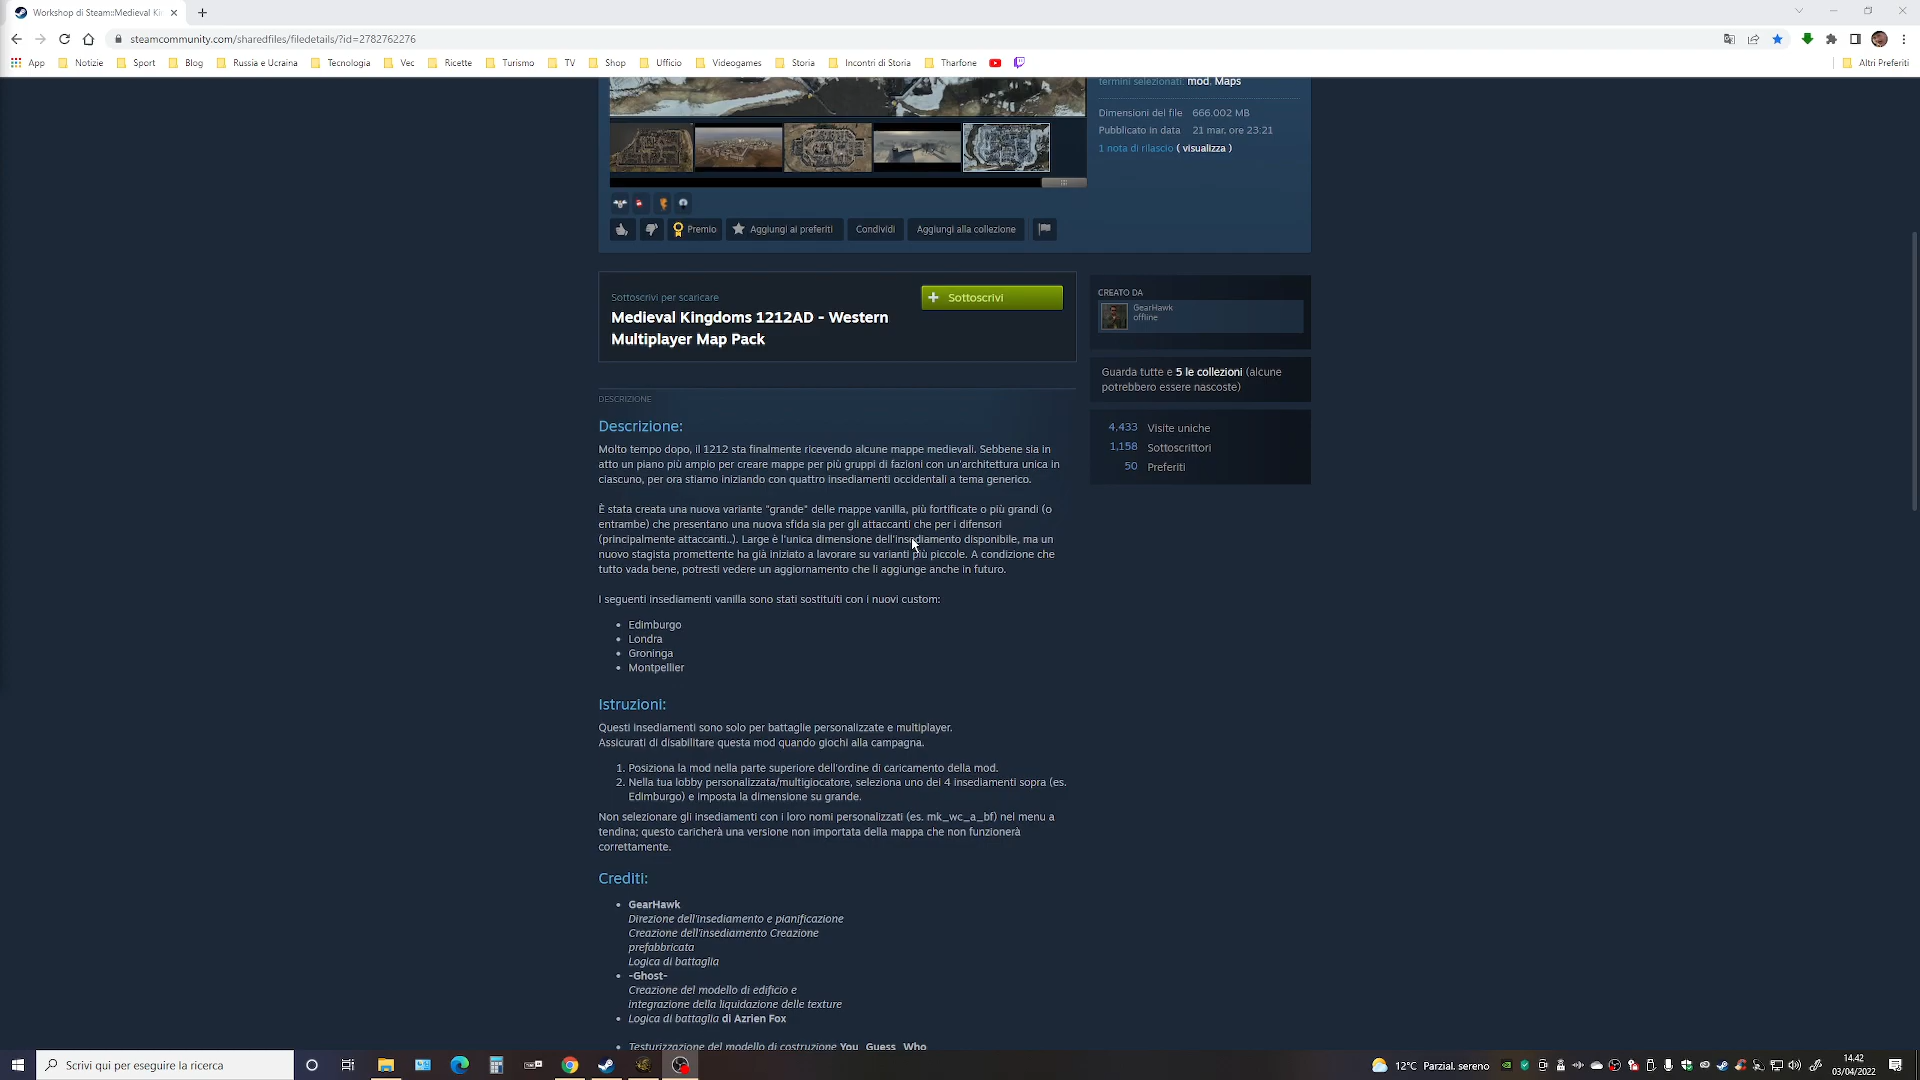 Workshop di Steam::Medieval Ki
steamcommunity.com/sharedfiles/filedetails/?id=2782762276
App Notizie Sport Blog Russia e Ucraina Tecnologia Vec Ricette Turismo TV Shop Ufficio Videogames Storia Incontri di Storia Tharfone Altri Preferiti
termini selezionati: mod, Maps
Dimensioni del file 666.002 MB
Pubblicato in data 21 mar, ore 23:21
1 nota di rilascio ( visualizza )
Premio Aggiungi ai preferiti Condividi Aggiungi alla collezione
Sottoscrivi per scaricare
Medieval Kingdoms 1212AD - Western
Multiplayer Map Pack
Sottoscrivi
CREATO DA
GearHawk
offline
Guarda tutte e 5 le collezioni (alcune
potrebbero essere nascoste)
4,433 Visite uniche
1,158 Sottoscrittori
50 Preferiti
DESCRIZIONE
Descrizione:
Molto tempo dopo, il 1212 sta finalmente ricevendo alcune mappe medievali. Sebbene sia in
atto un piano più ampio per creare mappe per più gruppi di fazioni con un'architettura unica in
ciascuno, per ora stiamo iniziando con quattro insediamenti occidentali a tema generico.
È stata creata una nuova variante "grande" delle mappe vanilla, più fortificate o più grandi (o
entrambe) che presentano una nuova sfida sia per gli attaccanti che per i difensori
(principalmente attaccanti..). Large è l'unica dimensione dell'insediamento disponibile, ma un
nuovo stagista promettente ha già iniziato a lavorare su varianti più piccole. A condizione che
tutto vada bene, potresti vedere un aggiornamento che li aggiunge anche in futuro.
I seguenti insediamenti vanilla sono stati sostituiti con i nuovi custom:
• Edimburgo
• Londra
• Groninga
• Montpellier
Istruzioni:
Questi insediamenti sono solo per battaglie personalizzate e multiplayer.
Assicurati di disabilitare questa mod quando giochi alla campagna.
1. Posiziona la mod nella parte superiore dell'ordine di caricamento della mod.
2. Nella tua lobby personalizzata/multigiocatore, seleziona uno dei 4 insediamenti sopra (es.
Edimburgo) e imposta la dimensione su grande.
Non selezionare gli insediamenti con i loro nomi personalizzati (es. mk_wc_a_bf) nel menu a
tendina; questo caricherà una versione non importata della mappa che non funzionerà
correttamente.
Crediti:
• GearHawk
Direzione dell'insediamento e pianificazione
Creazione dell'insediamento Creazione
prefabbricata
Logica di battaglia
• -Ghost-
Creazione del modello di edificio e
integrazione della liquidazione delle texture
• Logica di battaglia di Azrien Fox
• Testurizzazione del modello di costruzione You_Guess_Who
Scrivi qui per eseguire la ricerca
12°C Parzial. sereno
14.42
03/04/2022